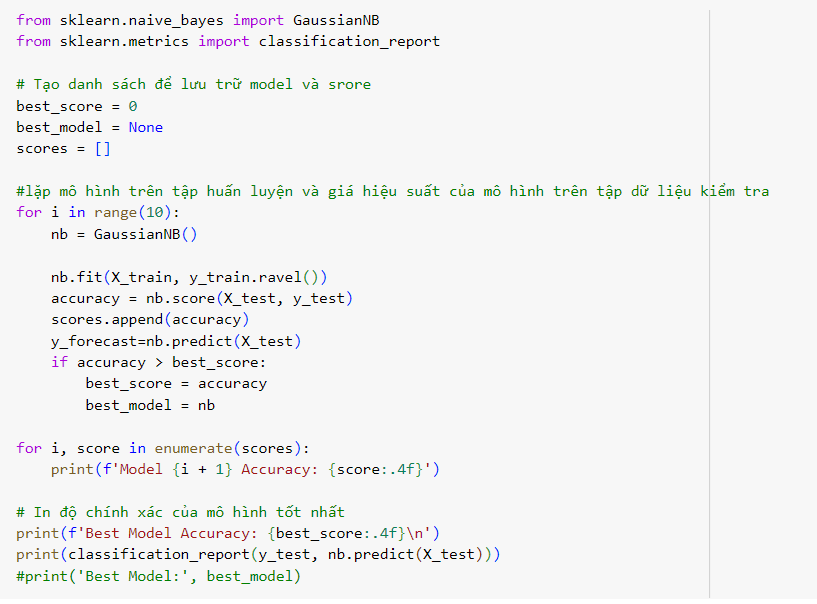 from sklearn.naive_bayes import GaussianNB
from sklearn.metrics import classification_report

# Tạo danh sách để lưu trữ model và srore
best_score = 0
best_model = None
scores = []

#lặp mô hình trên tập huấn luyện và giá hiệu suất của mô hình trên tập dữ liệu kiểm tra
for i in range(10):
    nb = GaussianNB()

    nb.fit(X_train, y_train.ravel())
    accuracy = nb.score(X_test, y_test)
    scores.append(accuracy)
    y_forecast=nb.predict(X_test)
    if accuracy > best_score:
        best_score = accuracy
        best_model = nb

for i, score in enumerate(scores):
    print(f'Model {i + 1} Accuracy: {score:.4f}')

# In độ chính xác của mô hình tốt nhất
print(f'Best Model Accuracy: {best_score:.4f}\n')
print(classification_report(y_test, nb.predict(X_test)))
#print('Best Model:', best_model)